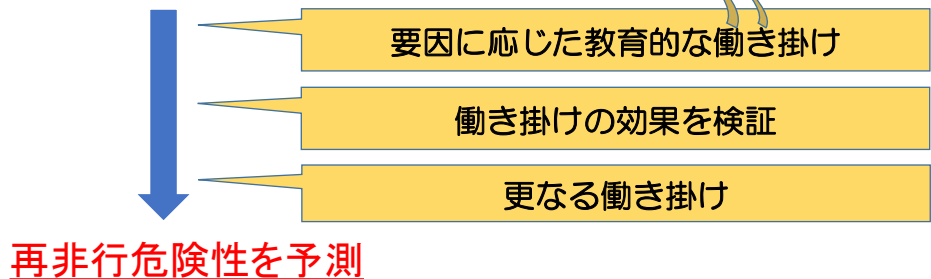 要因に応じた教育的な働き掛け
働き掛けの効果を検証
更なる働き掛け
再非行危険性を予測